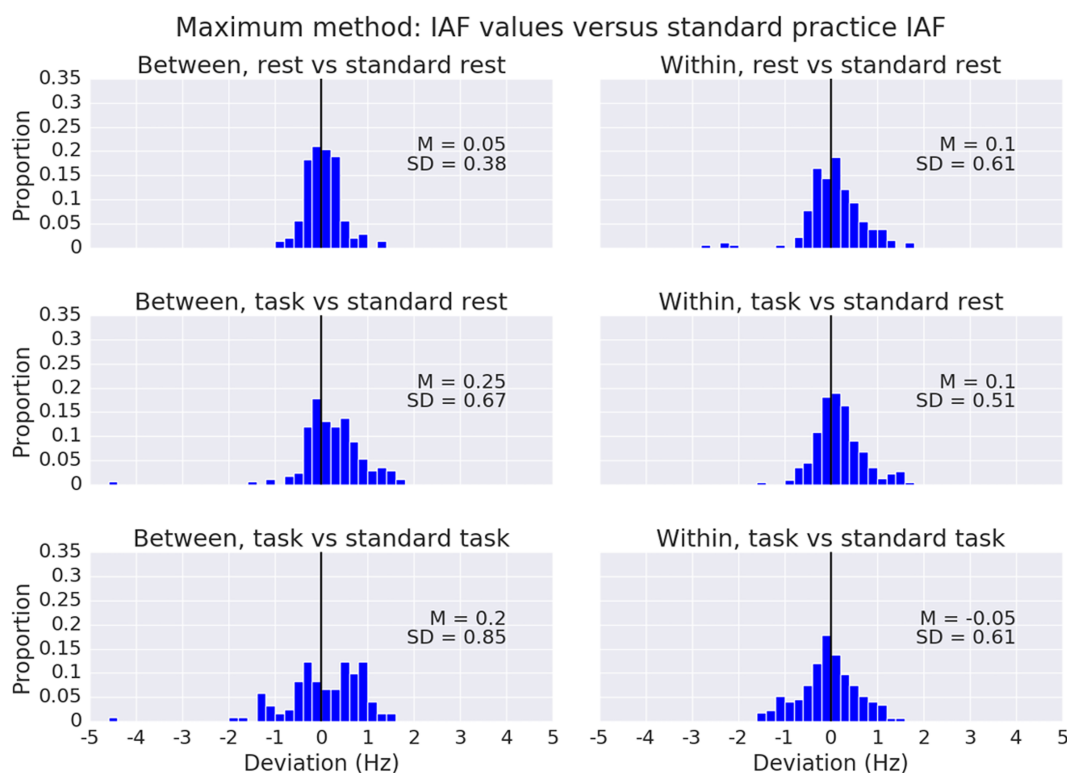 Maximum method: IAF values versus standard practice IAF
Between, rest vs standard rest
Within, rest vs standard rest
0.35
0.3
0.25
0.2
0.15
0.1
0.05
0
Proportion
M = 0.05
SD = 0.38
M = 0.1
SD = 0.61
Between, task vs standard rest
Within, task vs standard rest
0.35
0.3
0.25
0.2
0.15
0.1
0.05
0
Proportion
M = 0.25
SD = 0.67
M = 0.1
SD = 0.51
Between, task vs standard task
Within, task vs standard task
0.35
0.3
0.25
0.2
0.15
0.1
0.05
0
Proportion
M = 0.2
SD = 0.85
M = -0.05
SD = 0.61
-5 -4 -3 -2 -1 0 1 2 3 4 5
-5 -4 -3 -2 -1 0 1 2 3 4 5
Deviation (Hz)
Deviation (Hz)